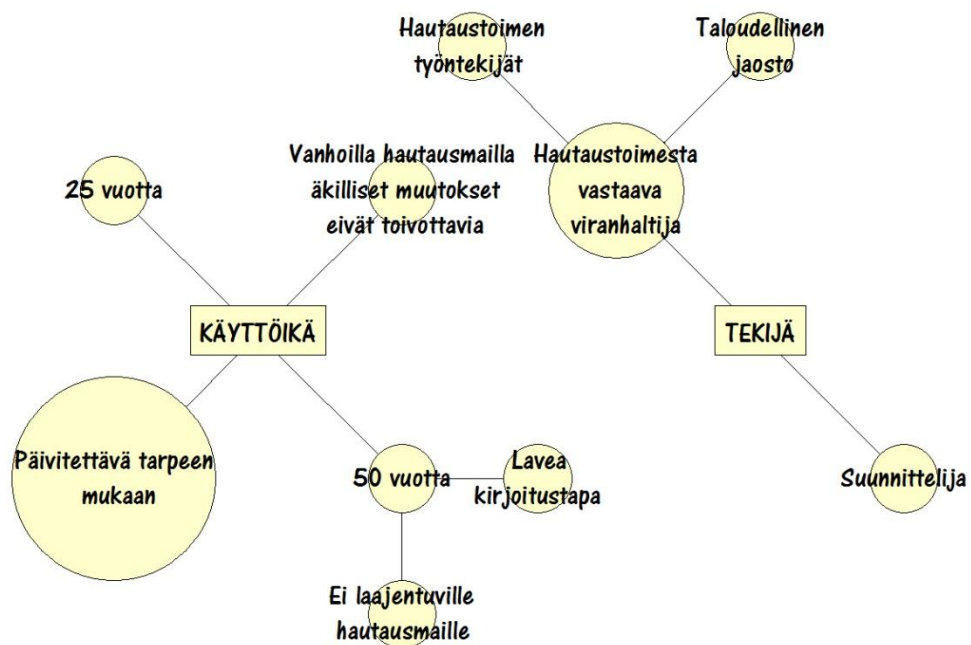 Hautaustoimen
työntekijät
Taloudellinen
jaosto
Vanhoilla hautausmailla
äkilliset muutokset
eivät toivottavia
Hautaustoimesta
vastaava
viranhaltija
25 vuotta
KÄYTTÖIKÄ
TEKIJÄ
Päivitettävä tarpeen
mukaan
50 vuotta
Lavea
kirjoitustapa
Suunnittelija
Ei laajentuville
hautausmaille